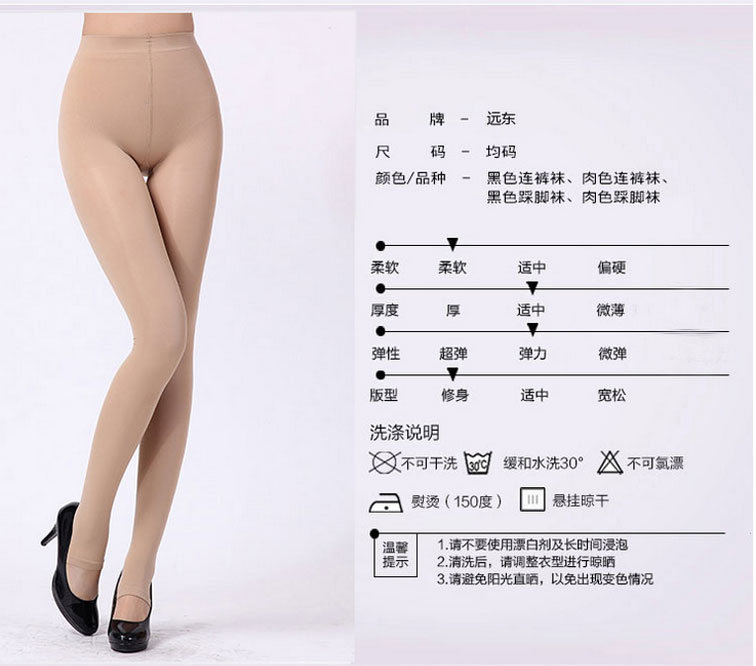 品 牌 - 远东
尺 码 - 均码
颜色/品种 - 黑色连裤袜、肉色连裤袜、
黑色踩脚袜、肉色踩脚袜
柔软 柔软 适中 偏硬
厚度 厚 适中 微薄
弹性 超弹 弹力 微弹
版型 修身 适中 宽松
洗涤说明
不可干洗 30℃ 缓和水洗30° 不可氯漂
熨烫（150度） 悬挂晾干
温馨
提示
1.请不要使用漂白剂及长时间浸泡
2.清洗后，请调整衣型进行晾晒
3.请避免阳光直晒，以免出现变色情况